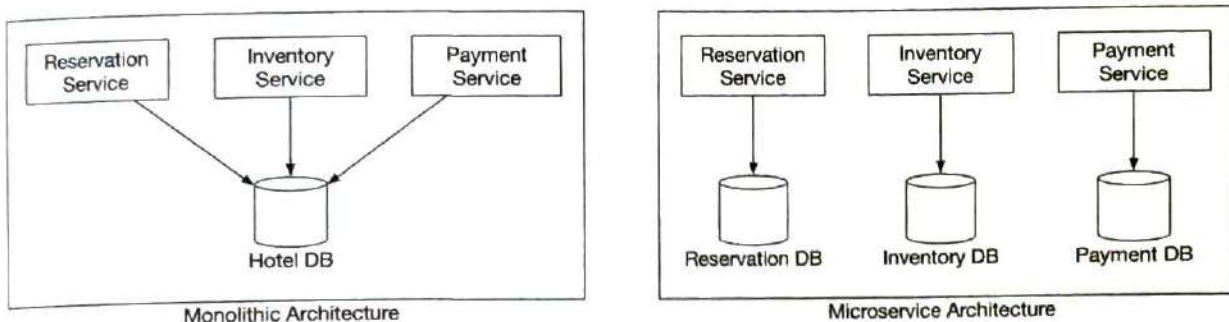 Reservation
Service
Inventory
Service
Payment
Service
Hotel DB
Monolithic Architecture
Reservation
Service
Inventory
Service
Payment
Service
Reservation DB
Inventory DB
Payment DB
Microservice Architecture